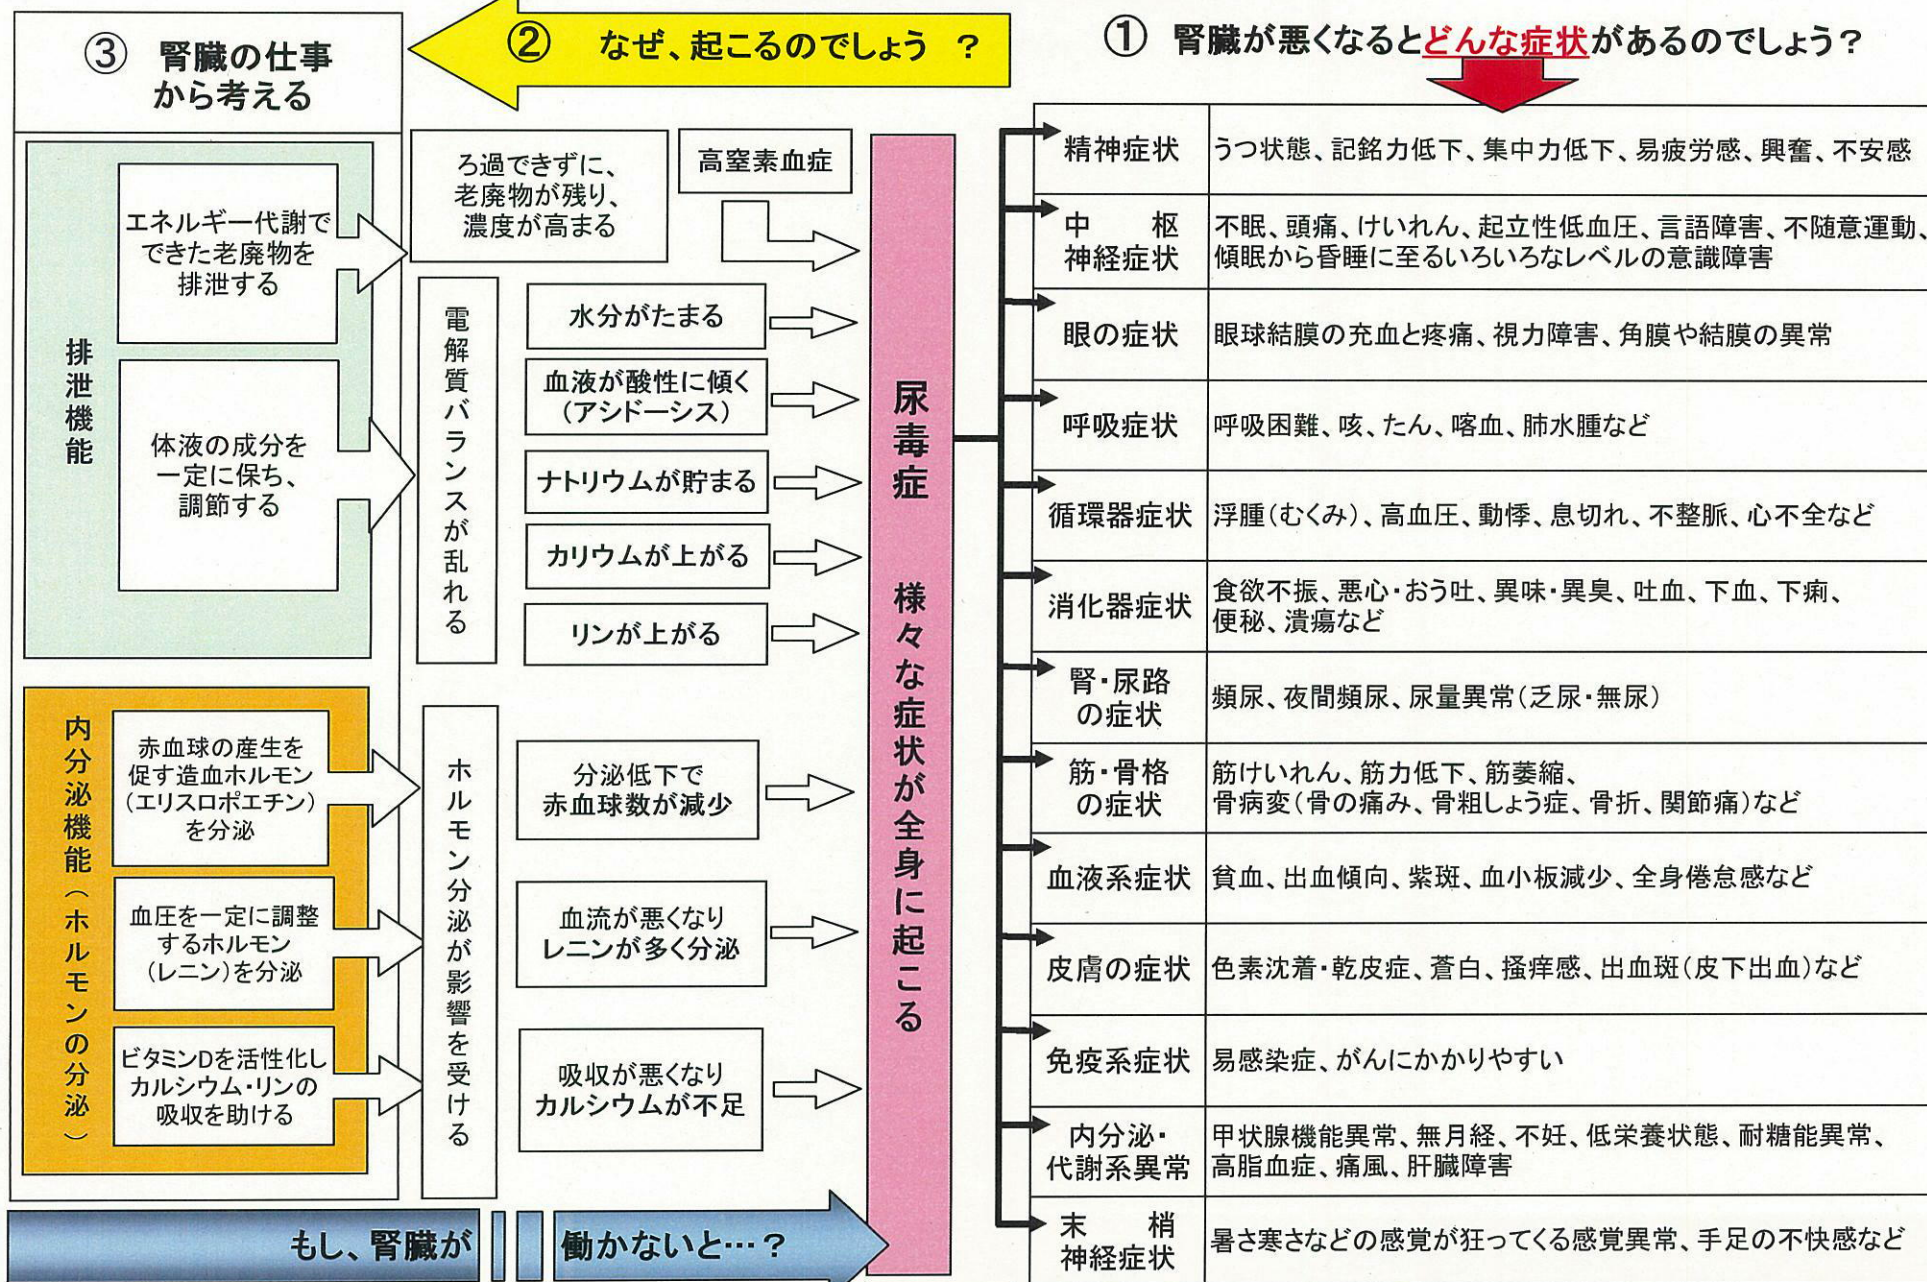 ③ 腎臓の仕事
から考える
② なぜ、起こるのでしょう ？
① 腎臓が悪くなるとどんな症状があるのでしょう？
排泄機能
エネルギー代謝で
できた老廃物を
排泄する
体液の成分を
一定に保ち、
調節する
内分泌機能（ホルモンの分泌）
赤血球の産生を
促す造血ホルモン
（エリスロポエチン）
を分泌
血圧を一定に調整
するホルモン
（レニン）を分泌
ビタミンDを活性化し
カルシウム・リンの
吸収を助ける
ろ過できずに、
老廃物が残り、
濃度が高まる
高窒素血症
電解質バランスが乱れる
水分がたまる
血液が酸性に傾く
（アシドーシス）
ナトリウムが貯まる
カリウムが上がる
リンが上がる
ホルモン分泌が影響を受ける
分泌低下で
赤血球数が減少
血流が悪くなり
レニンが多く分泌
吸収が悪くなり
カルシウムが不足
尿毒症 様々な症状が全身に起こる
精神症状
うつ状態、記銘力低下、集中力低下、易疲労感、興奮、不安感
中 枢
神経症状
不眠、頭痛、けいれん、起立性低血圧、言語障害、不随意運動、
傾眠から昏睡に至るいろいろなレベルの意識障害
眼の症状
眼球結膜の充血と疼痛、視力障害、角膜や結膜の異常
呼吸症状
呼吸困難、咳、たん、喀血、肺水腫など
循環器症状
浮腫（むくみ）、高血圧、動悸、息切れ、不整脈、心不全など
消化器症状
食欲不振、悪心・おう吐、異味・異臭、吐血、下血、下痢、
便秘、潰瘍など
腎・尿路
の症状
頻尿、夜間頻尿、尿量異常（乏尿・無尿）
筋・骨格
の症状
筋けいれん、筋力低下、筋萎縮、
骨病変（骨の痛み、骨粗しょう症、骨折、関節痛）など
血液系症状
貧血、出血傾向、紫斑、血小板減少、全身倦怠感など
皮膚の症状
色素沈着・乾皮症、蒼白、掻痒感、出血斑（皮下出血）など
免疫系症状
易感染症、がんにかかりやすい
内分泌・
代謝系異常
甲状腺機能異常、無月経、不妊、低栄養状態、耐糖能異常、
高脂血症、痛風、肝臓障害
末 梢
神経症状
暑さ寒さなどの感覚が狂ってくる感覚異常、手足の不快感など
もし、腎臓が 働かないと…？